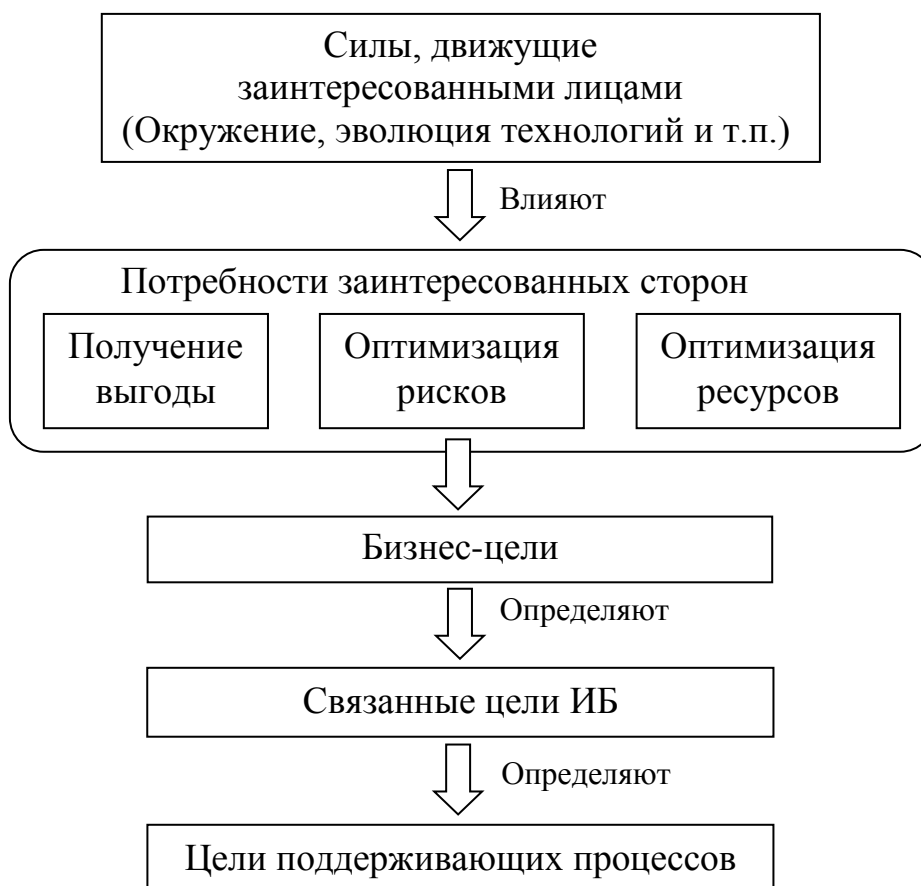 Силы, движущие
заинтересованными лицами
(Окружение, эволюция технологий и т.п.)
Влияют
Потребности заинтересованных сторон
Получение
выгоды
Оптимизация
рисков
Оптимизация
ресурсов
Бизнес-цели
Определяют
Связанные цели ИБ
Определяют
Цели поддерживающих процессов